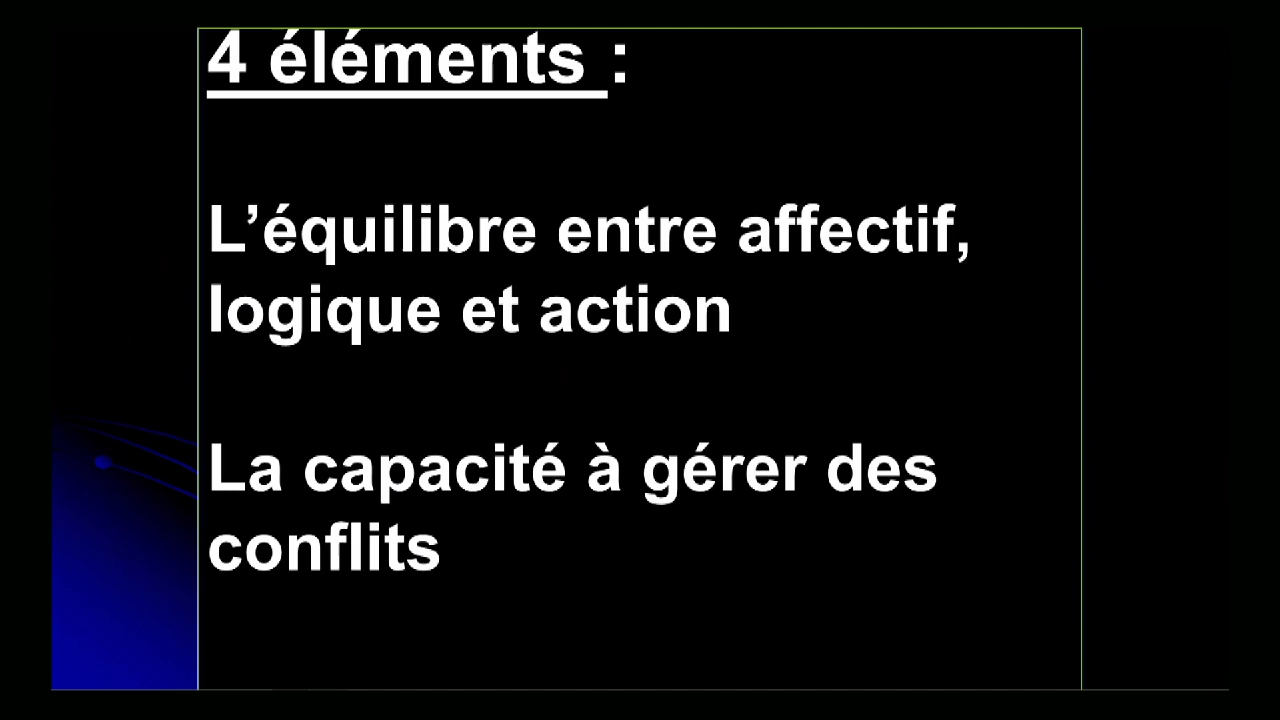 4 éléments :
L’équilibre entre affectif,
logique et action
La capacité à gérer des
conflits